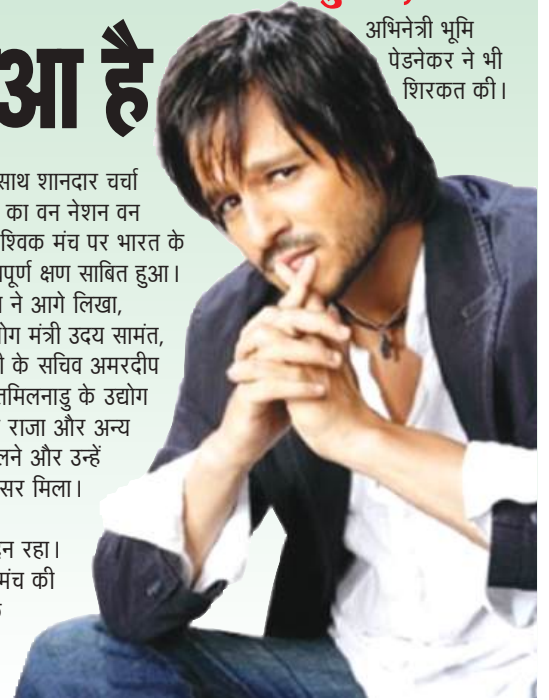 अभिनेत्री भूमि
पेडनेकर ने भी
शिरकत की।
आ है
साथ शानदार चर्चा
का वन नेशन वन
श्विक मंच पर भारत के
पूर्ण क्षण साबित हुआ।
ने आगे लिखा,
ोग मंत्री उदय सामंत,
ी के सचिव अमरदीप
तमिलनाडु के उद्योग
राजा और अन्य
लने और उन्हें
सर मिला।
न रहा।
मंच की